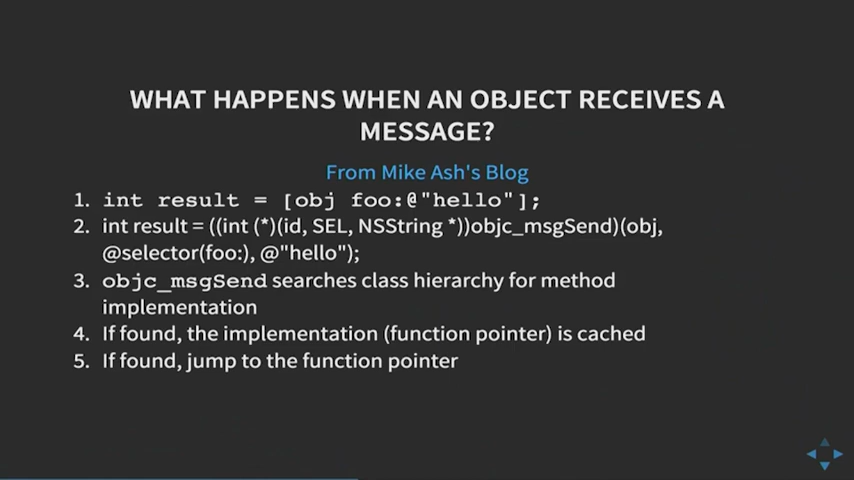 WHAT HAPPENS WHEN AN OBJECT RECEIVES A
MESSAGE?
From Mike Ash's Blog
1. int result = [obj foo:@"hello"];
2. int result = ((int (*)(id, SEL, NSString *))objc_msgSend)(obj,
@selector(foo:), @"hello");
3. objc_msgSend searches class hierarchy for method
implementation
4. If found, the implementation (function pointer) is cached
5. If found, jump to the function pointer